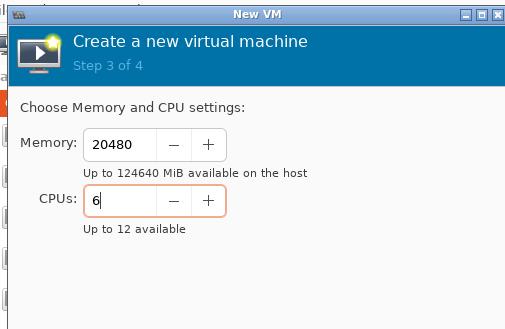 New VM
Create a new virtual machine
Step 3 of 4
Choose Memory and CPU settings:
Memory: 20480 − +
Up to 124640 MiB available on the host
CPUs: 6 − +
Up to 12 available